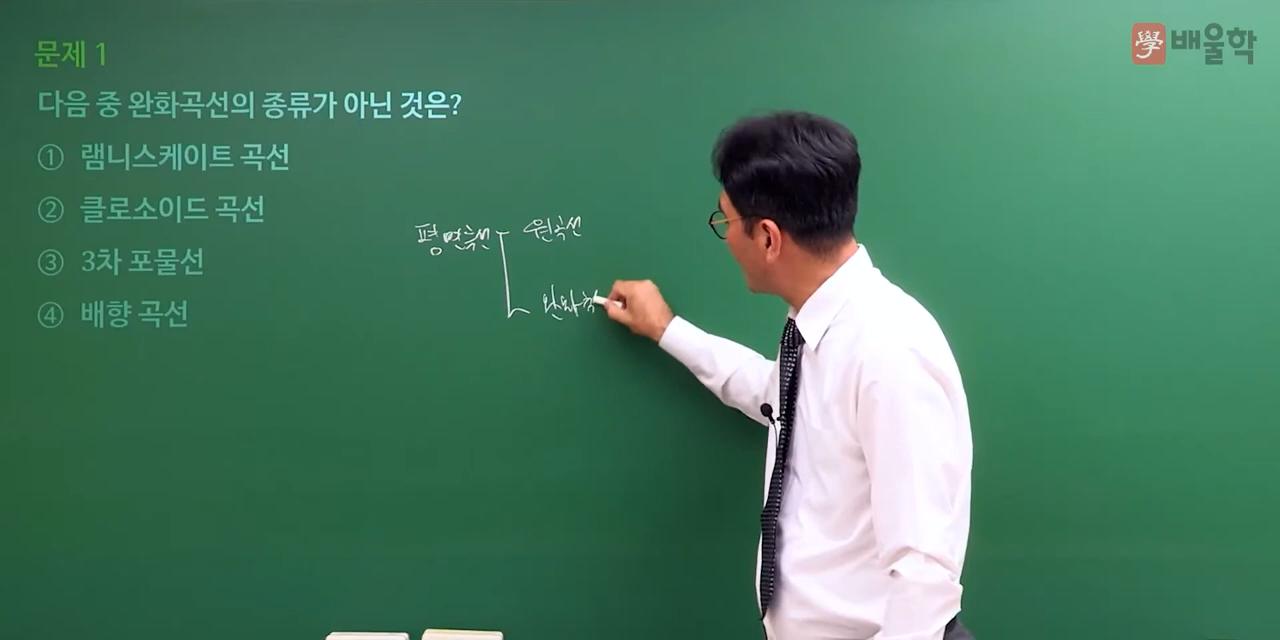 문제 1
다음 중 완화곡선의 종류가 아닌 것은?
① 램니스케이트 곡선
② 클로소이드 곡선
③ 3차 포물선
④ 배향 곡선
평면곡선
원곡선
완화
學 배울학